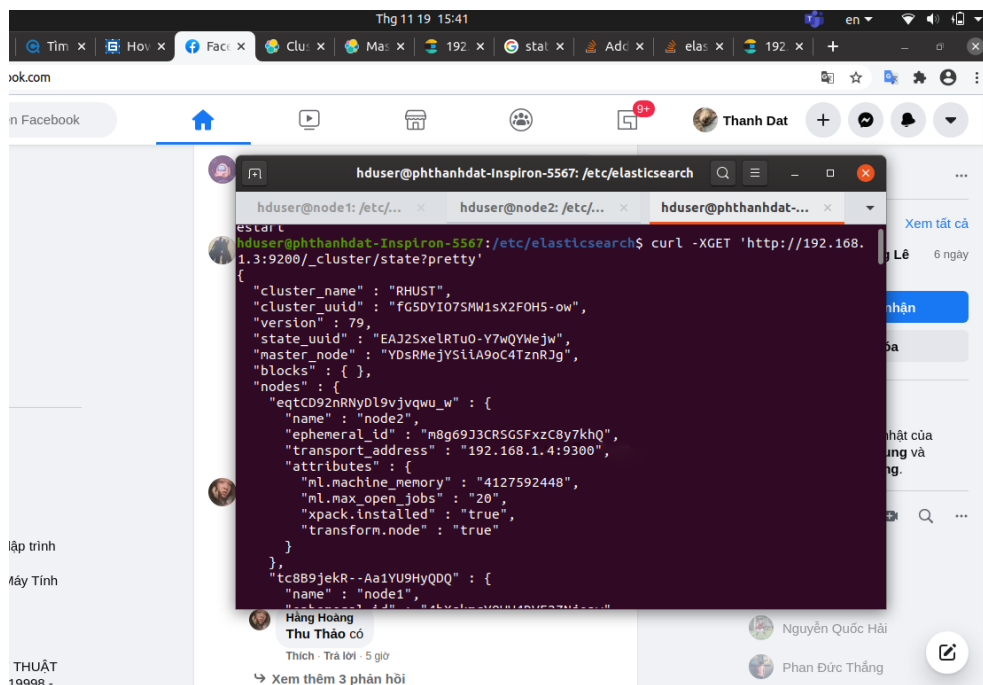 Thg 11 19 15:41
en
Tìm
Hov
Face
Clus
Mas
192.
stat
Add
elas
192.
ook.com
n Facebook
9+
Thanh Dat
hduser@phthanhdat-Inspiron-5567: /etc/elasticsearch
hduser@node1: /etc/...
hduser@node2: /etc/...
hduser@phthanhdat-...
estart
hduser@phthanhdat-Inspiron-5567:/etc/elasticsearch$ curl -XGET 'http://192.168.
1.3:9200/_cluster/state?pretty'
{
"cluster_name" : "RHUST",
"cluster_uuid" : "fG5DYIO7SMW1sX2FOH5-ow",
"version" : 79,
"state_uuid" : "EAJ2SxelRTuO-Y7wQYWejw",
"master_node" : "YDsRMejYSiiA9oC4TznRJg",
"blocks" : { },
"nodes" : {
"eqtCD92nRNyDl9vjvqwu_w" : {
"name" : "node2",
"ephemeral_id" : "m8g69J3CRSGSFxzC8y7khQ",
"transport_address" : "192.168.1.4:9300",
"attributes" : {
"ml.machine_memory" : "4127592448",
"ml.max_open_jobs" : "20",
"xpack.installed" : "true",
"transform.node" : "true"
}
},
"tc8B9jekR--Aa1YU9HyQDQ" : {
"name" : "node1",
Xem tất cả
Lê 6 ngày
nhận
óa
nhật của
ung và
ng.
lập trình
Máy Tính
THUẬT
19998 -
Hằng Hoàng
Thu Thảo có
Thích · Trả lời · 5 giờ
Xem thêm 3 phản hồi
Nguyễn Quốc Hải
Phan Đức Thắng